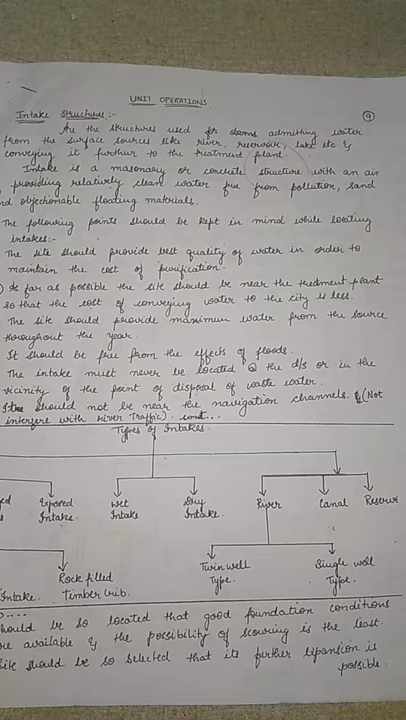 UNIT OPERATIONS
9
Intake Structures:-
Are the structures used for admitting water
from the surface sources like river, reservoir, lake etc &
conveying it further to the treatment plant.
Intake is a masonary or concrete structure with an aim
providing relatively clean water free from pollution, sand
nd objectionable floating materials.
The following points should be kept in mind while locating
intakes:-
The site should provide best quality of water in order to
maintain the cost of purification.
) As far as possible the site should be near the treatment plant
so that the cost of conveying water to the city is less.
The site should provide maximum water from the source
throughout the year.
It should be free from the effects of floods.
The intake must never be located @ the d/s or in the
vicinity of the point of disposal of waste water.
should not be near the navigation channels. (Not
interfere with river Traffic). cont...
Types of Intakes.
Exposed Intake.
Wet Intake
Dry Intake.
River
Canal
Reservoir
Intake.
Rock filled timber crib.
Twin well Type.
Single well Type.
hould be so located that good foundation conditions
re available & the possibility of scouring is the least.
Site should be so selected that its further expansion is
possible.